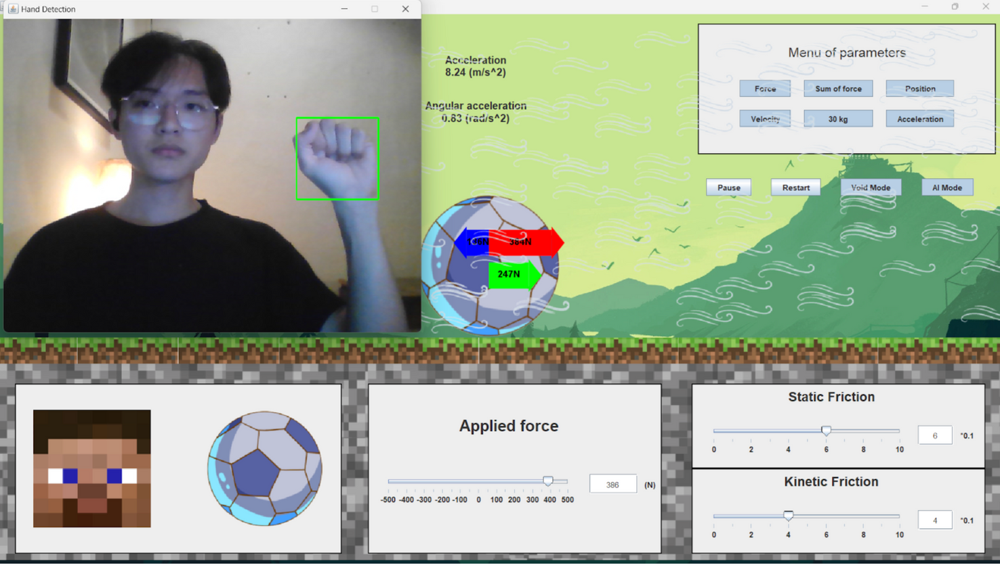 Hand Detection
Acceleration
8.24 (m/s^2)
Angular acceleration
0.83 (rad/s^2)
Menu of parameters
Force
Sum of force
Position
Velocity
30 kg
Acceleration
Pause
Restart
Void Mode
AI Mode
384N
247N
Applied force
-500 -400 -300 -200 -100 0 100 200 300 400 500
386
(N)
Static Friction
6
*0.1
0 2 4 6 8 10
Kinetic Friction
4
*0.1
0 2 4 6 8 10